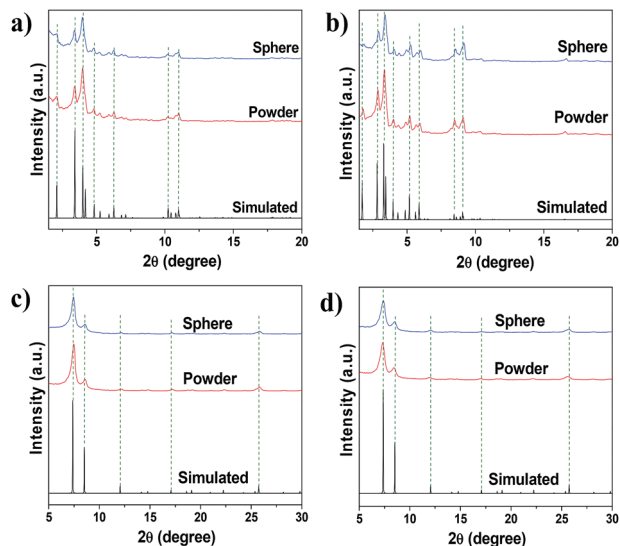 a)
Intensity (a.u.)
Sphere
Powder
Simulated
5 10 15 20
2θ (degree)
b)
Intensity (a.u.)
Sphere
Powder
Simulated
5 10 15 20
2θ (degree)
c)
Intensity (a.u.)
Sphere
Powder
Simulated
5 10 15 20 25 30
2θ (degree)
d)
Intensity (a.u.)
Sphere
Powder
Simulated
5 10 15 20 25 30
2θ (degree)